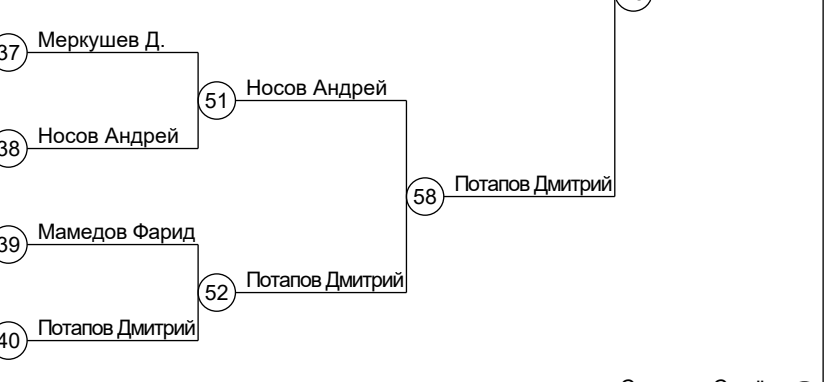 37 Меркушев Д.
51 Носов Андрей
38 Носов Андрей
58 Потапов Дмитрий
39 Мамедов Фарид
52 Потапов Дмитрий
40 Потапов Дмитрий